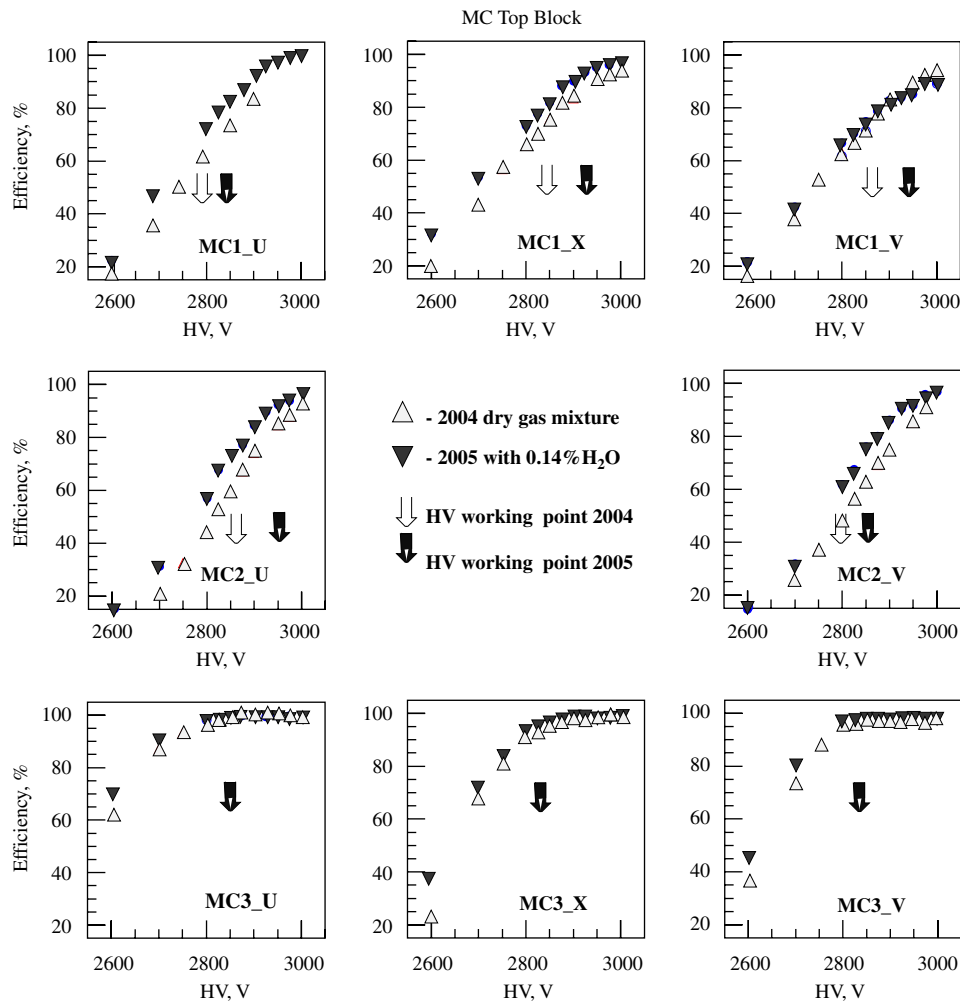 MC Top Block
100
80
60
40
20
Efficiency, %
MC1_U
2600 2800 3000
HV, V
100
80
60
40
20
MC1_X
2600 2800 3000
HV, V
100
80
60
40
20
MC1_V
2600 2800 3000
HV, V
100
80
60
40
20
Efficiency, %
MC2_U
2600 2800 3000
HV, V
- 2004 dry gas mixture
- 2005 with 0.14%H₂O
HV working point 2004
HV working point 2005
100
80
60
40
20
MC2_V
2600 2800 3000
HV, V
100
80
60
40
20
Efficiency, %
MC3_U
2600 2800 3000
HV, V
100
80
60
40
20
MC3_X
2600 2800 3000
HV, V
100
80
60
40
20
MC3_V
2600 2800 3000
HV, V